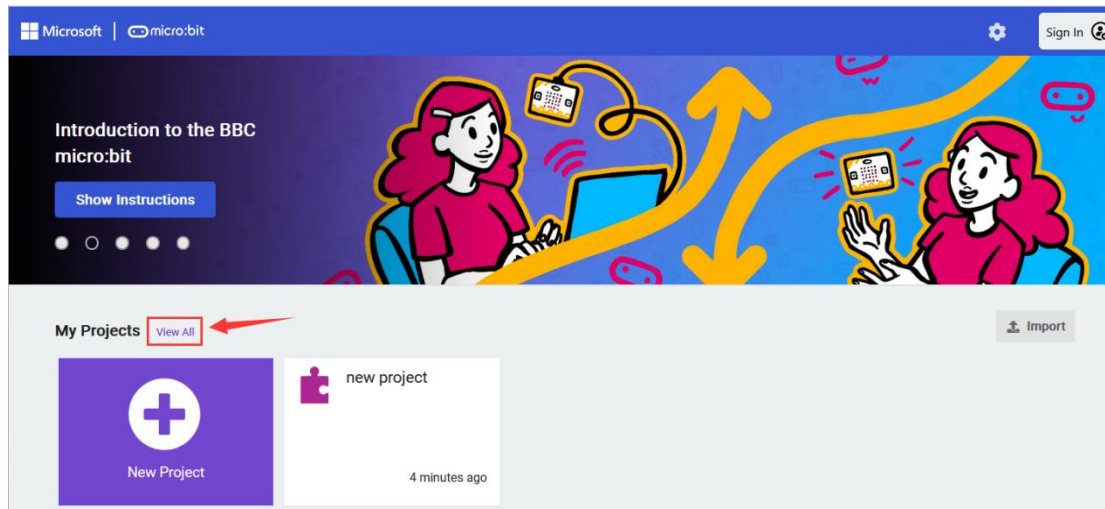 Microsoft | micro:bit
Sign In
Introduction to the BBC
micro:bit
Show Instructions
My Projects View All
Import
new project
New Project
4 minutes ago